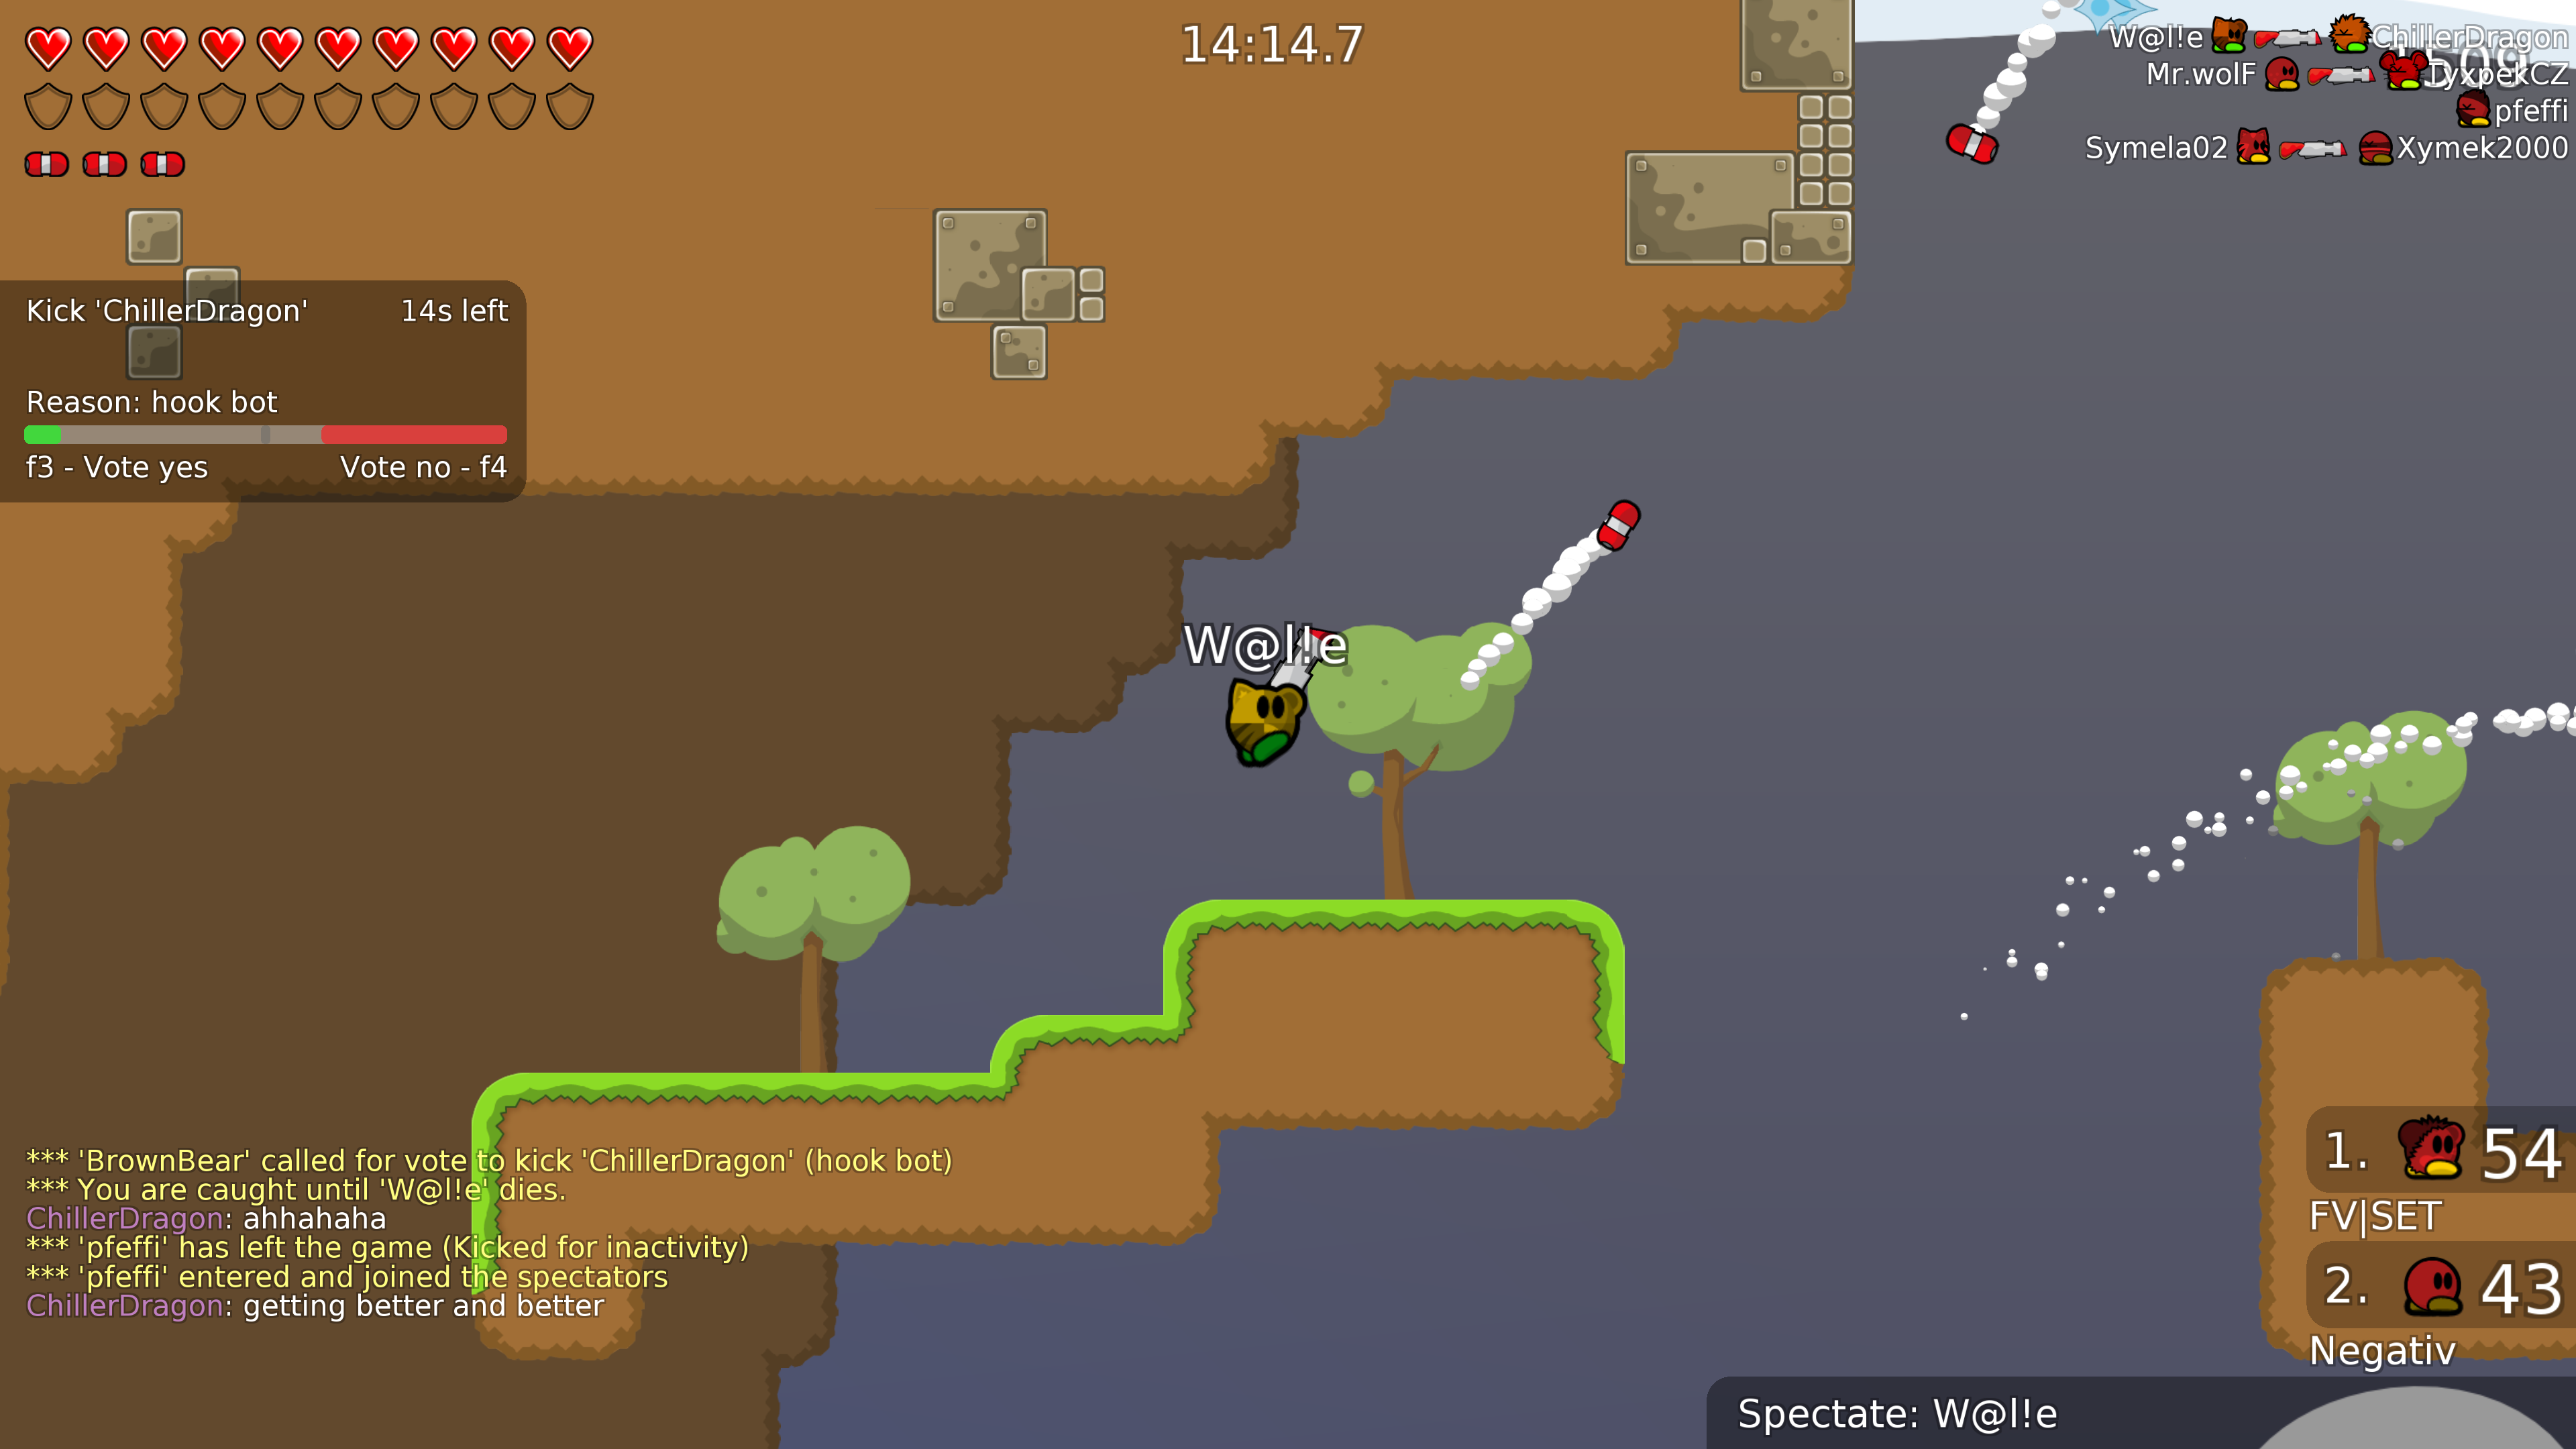 14:14.7
W@l!e ChillerDragon
Mr.wolF TyxpekCZ
pfeffi
Symela02 Xymek2000
Kick 'ChillerDragon' 14s left
Reason: hook bot
f3 - Vote yes Vote no - f4
W@l!e
*** 'BrownBear' called for vote to kick 'ChillerDragon' (hook bot)
*** You are caught until 'W@l!e' dies.
ChillerDragon: ahhahaha
*** 'pfeffi' has left the game (Kicked for inactivity)
*** 'pfeffi' entered and joined the spectators
ChillerDragon: getting better and better
1. 54
FV|SET
2. 43
Negativ
Spectate: W@l!e